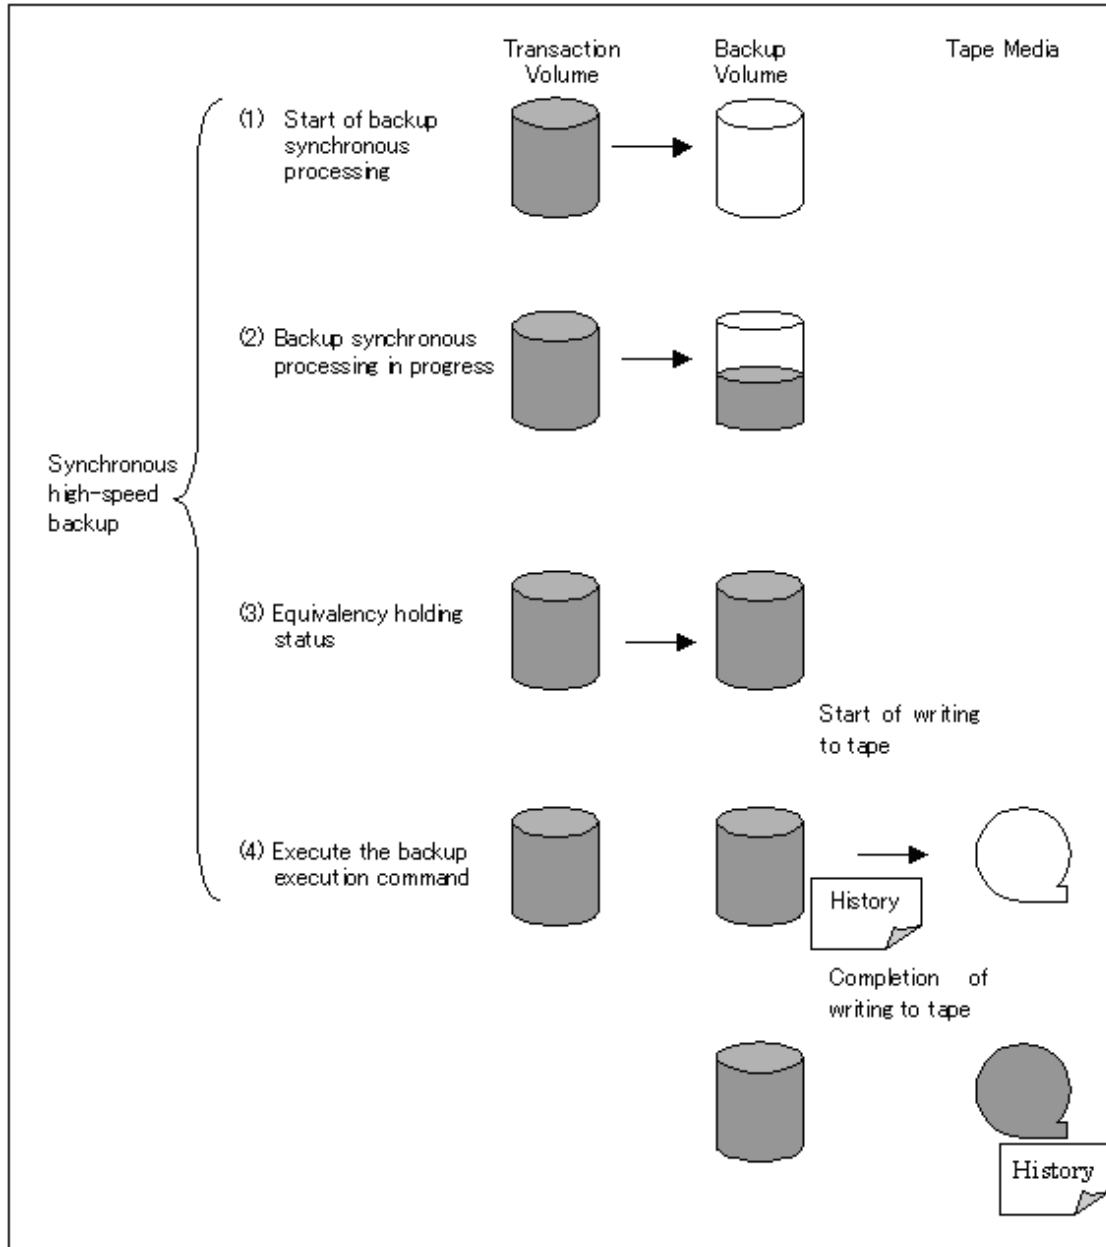 Transaction
Volume
Backup
Volume
Tape Media
(1) Start of backup
synchronous
processing
(2) Backup synchronous
processing in progress
Synchronous
high-speed
backup
(3) Equivalency holding
status
Start of writing
to tape
(4) Execute the backup
execution command
History
Completion of
writing to tape
History